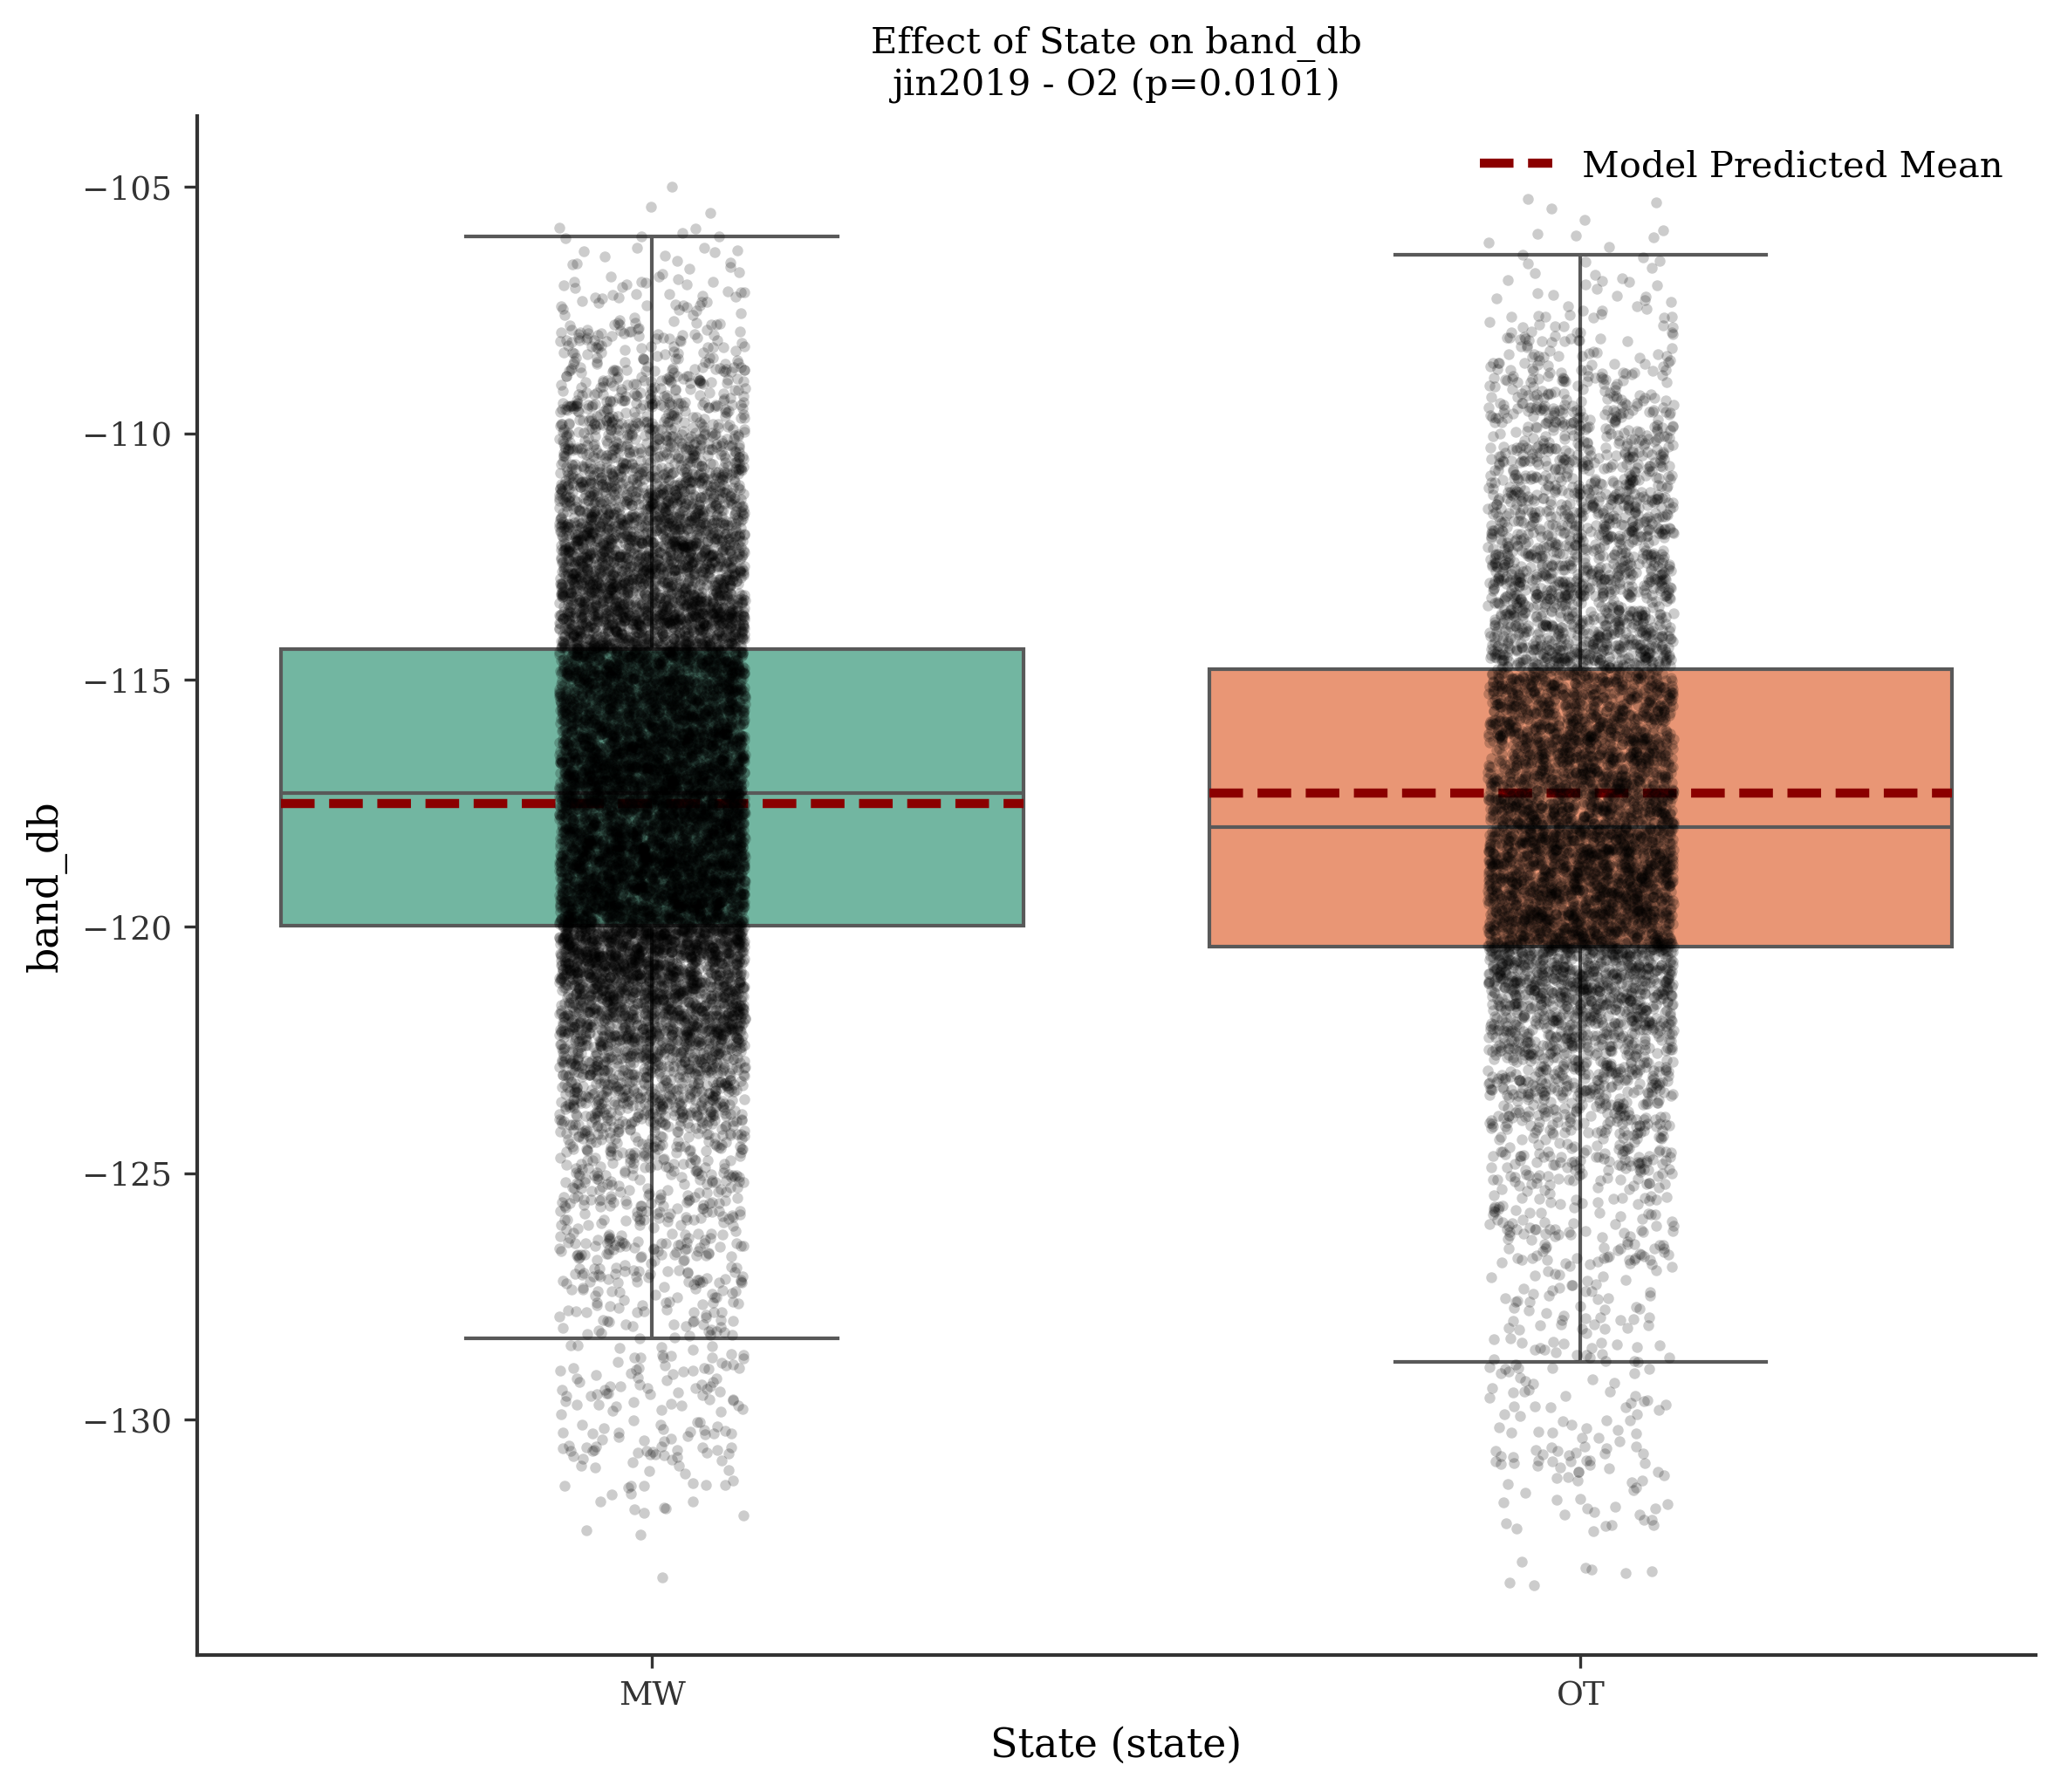 Effect of State on band_db
jin2019 - O2 (p=0.0101)
Model Predicted Mean
−105
−110
−115
−120
−125
−130
band_db
MW
OT
State (state)